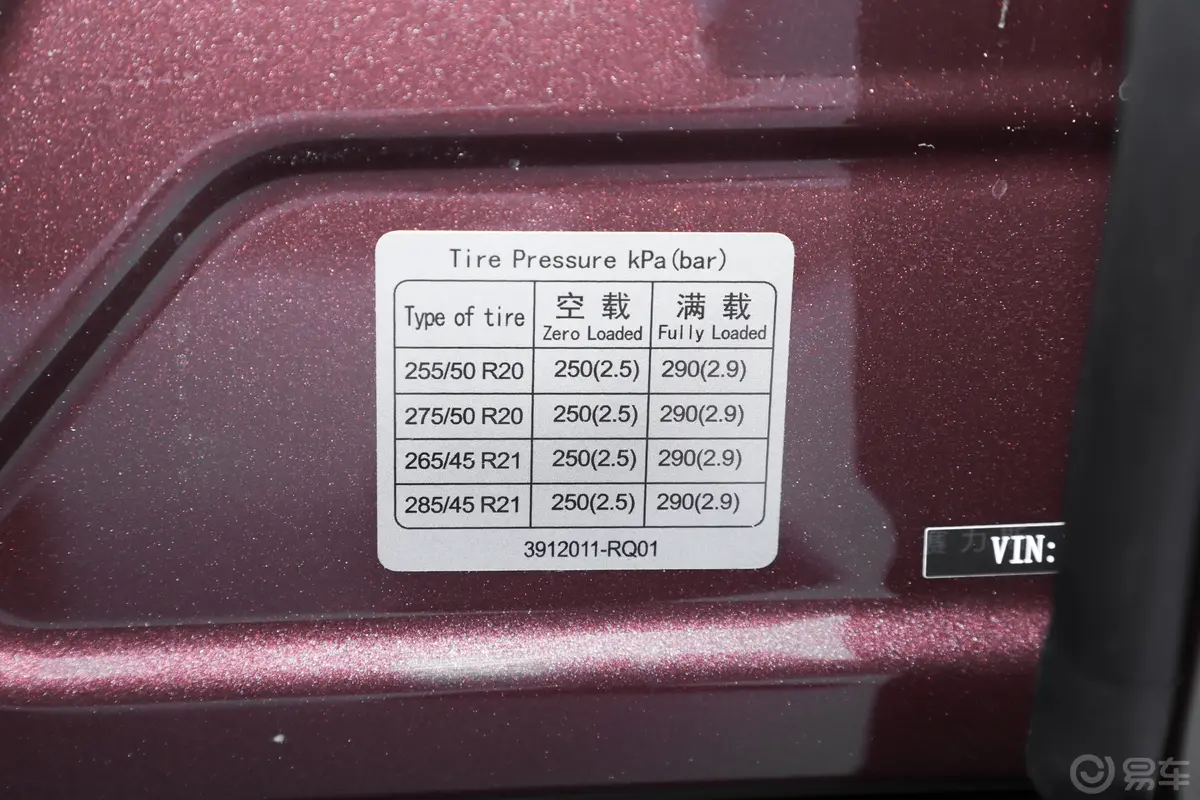 Tire Pressure kPa(bar)
Type of tire 空载 满载
Zero Loaded Fully Loaded
255/50 R20 250(2.5) 290(2.9)
275/50 R20 250(2.5) 290(2.9)
265/45 R21 250(2.5) 290(2.9)
285/45 R21 250(2.5) 290(2.9)
3912011-RQ01
力 VIN:
易车